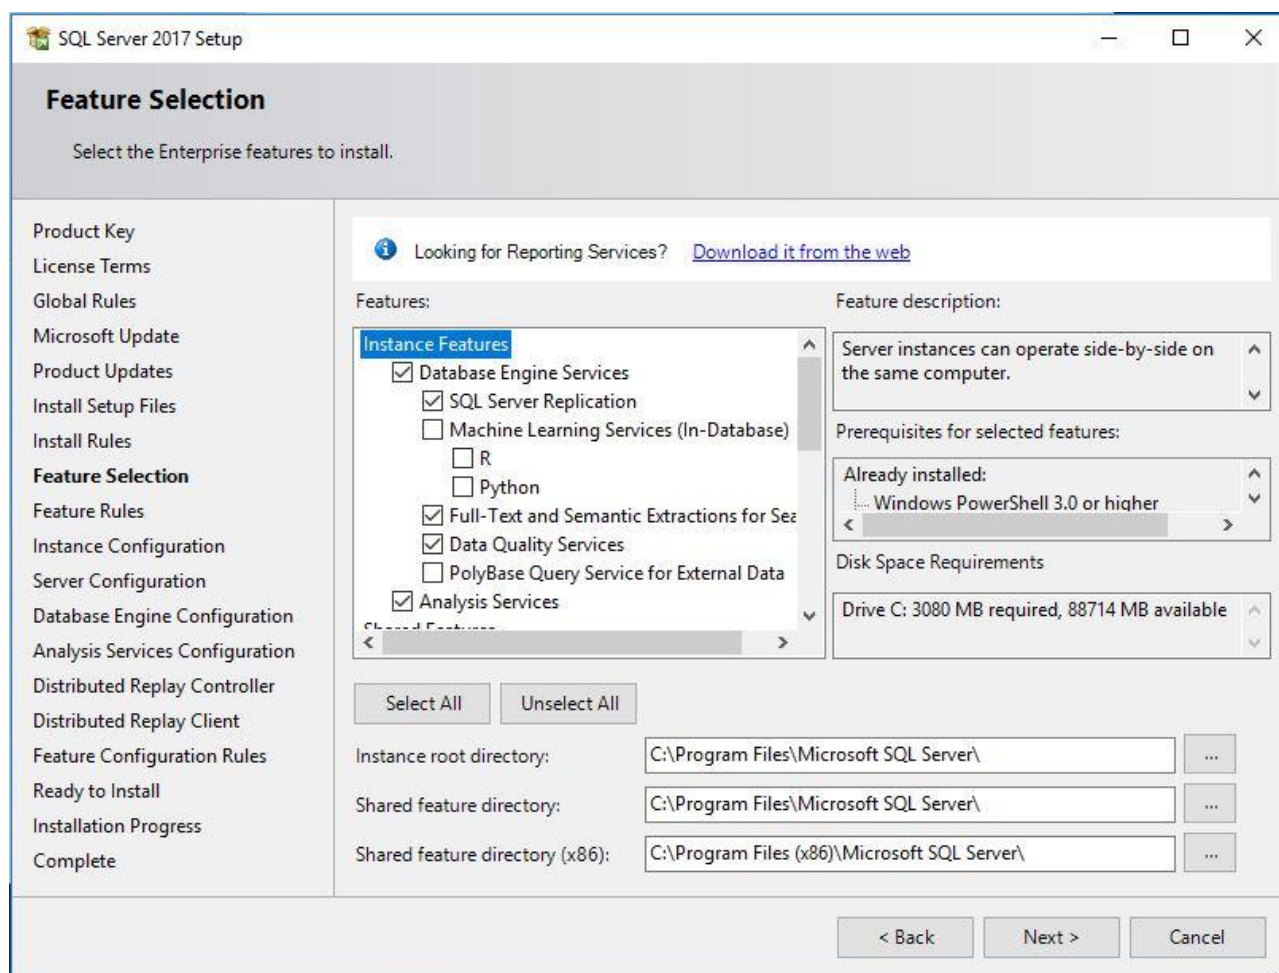 SQL Server 2017 Setup
Feature Selection
Select the Enterprise features to install.
Product Key
License Terms
Global Rules
Microsoft Update
Product Updates
Install Setup Files
Install Rules
Feature Selection
Feature Rules
Instance Configuration
Server Configuration
Database Engine Configuration
Analysis Services Configuration
Distributed Replay Controller
Distributed Replay Client
Feature Configuration Rules
Ready to Install
Installation Progress
Complete
Looking for Reporting Services? Download it from the web
Features:
Instance Features
Database Engine Services
SQL Server Replication
Machine Learning Services (In-Database)
R
Python
Full-Text and Semantic Extractions for Sea
Data Quality Services
PolyBase Query Service for External Data
Analysis Services
Shared Features
Feature description:
Server instances can operate side-by-side on
the same computer.
Prerequisites for selected features:
Already installed:
Windows PowerShell 3.0 or higher
Disk Space Requirements
Drive C: 3080 MB required, 88714 MB available
Select All
Unselect All
Instance root directory:
C:\Program Files\Microsoft SQL Server\
...
Shared feature directory:
C:\Program Files\Microsoft SQL Server\
...
Shared feature directory (x86):
C:\Program Files (x86)\Microsoft SQL Server\
...
< Back
Next >
Cancel